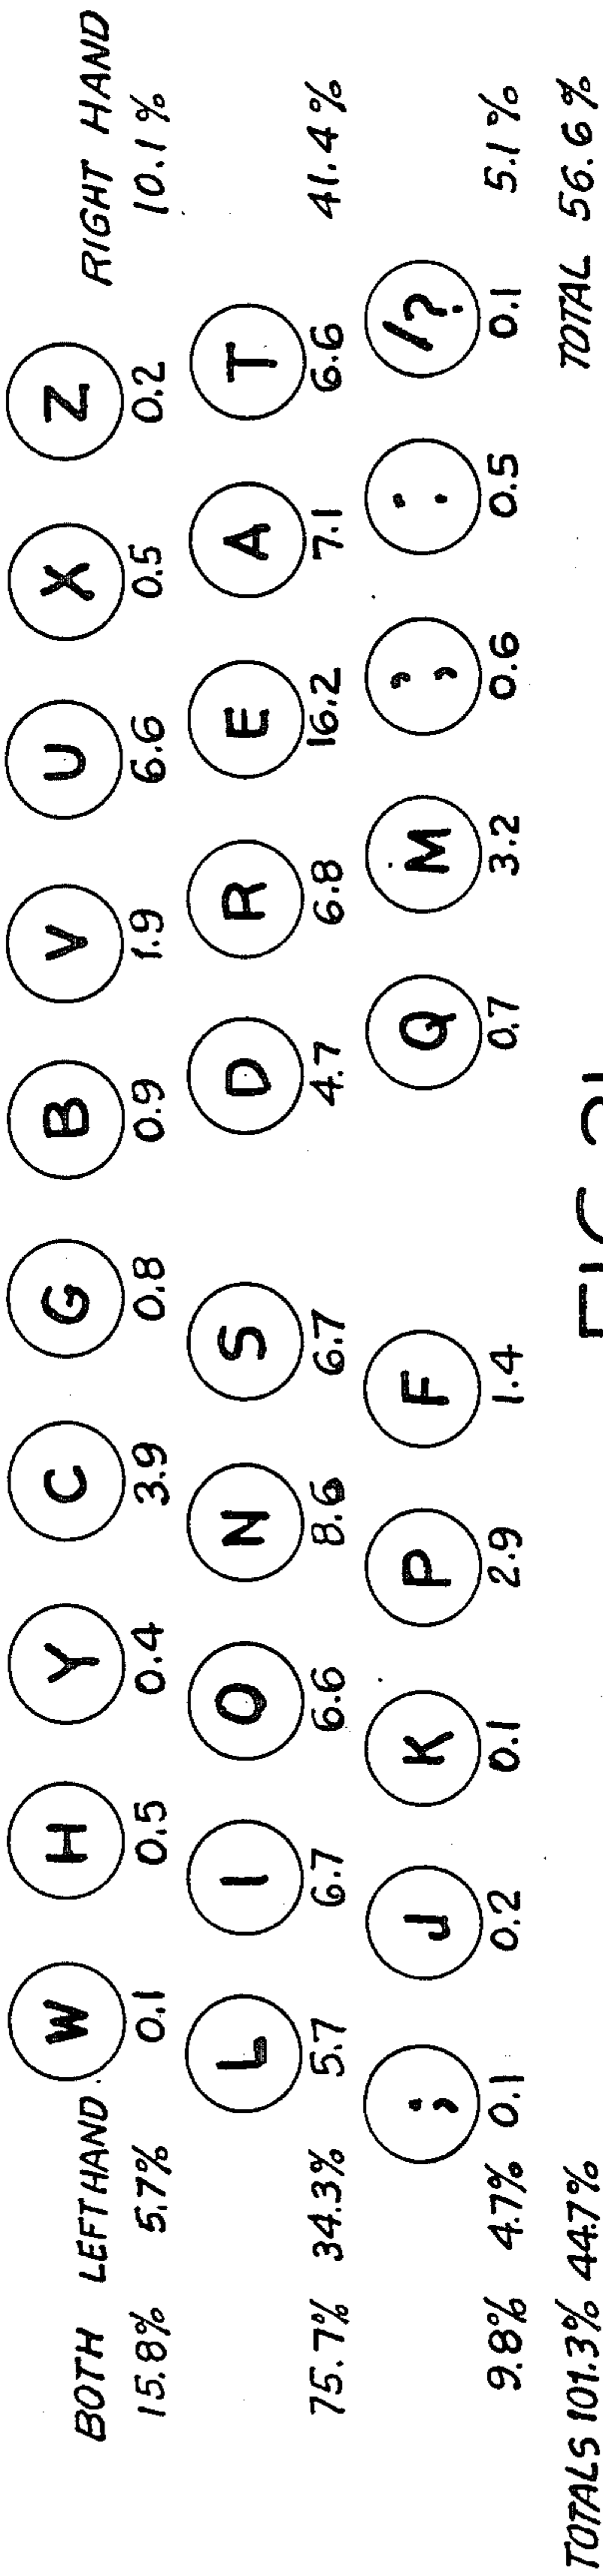 BOTH LEFTHAND RIGHT HAND
W H Y C G B V U X Z
15.8% 5.7% 0.1 0.5 0.4 3.9 0.8 0.9 1.9 6.6 0.5 0.2 10.1%
L I O N S D R E A T
75.7% 34.3% 5.7 6.7 6.6 8.6 6.7 4.7 6.8 16.2 7.1 6.6 41.4%
; J K P F Q M , : /?
9.8% 4.7% 0.1 0.2 0.1 2.9 1.4 0.7 3.2 0.6 0.5 0.1 5.1%
TOTALS 101.3% 44.7% TOTAL 56.6%